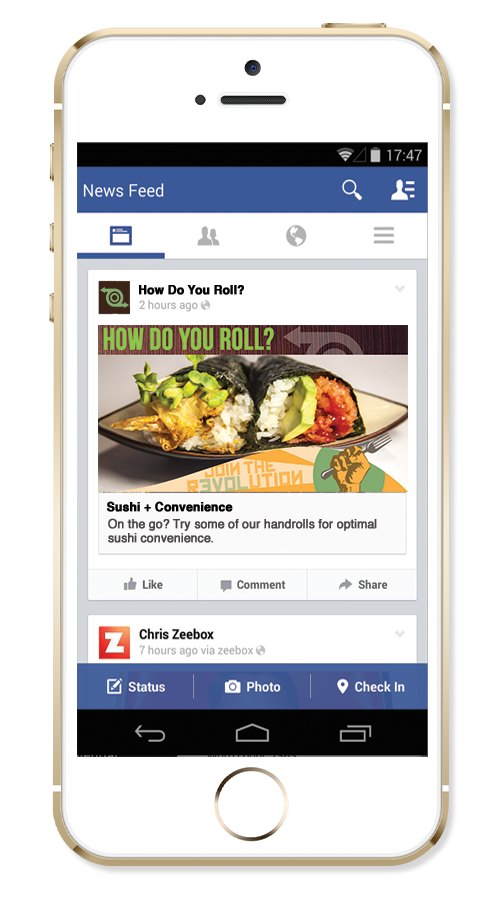 17:47
News Feed
How Do You Roll?
2 hours ago
HOW DO YOU ROLL?
JOIN THE
REVOLUTION
Sushi + Convenience
On the go? Try some of our handrolls for optimal
sushi convenience.
Like Comment Share
Z
Chris Zeebox
7 hours ago via zeebox
Status Photo Check In